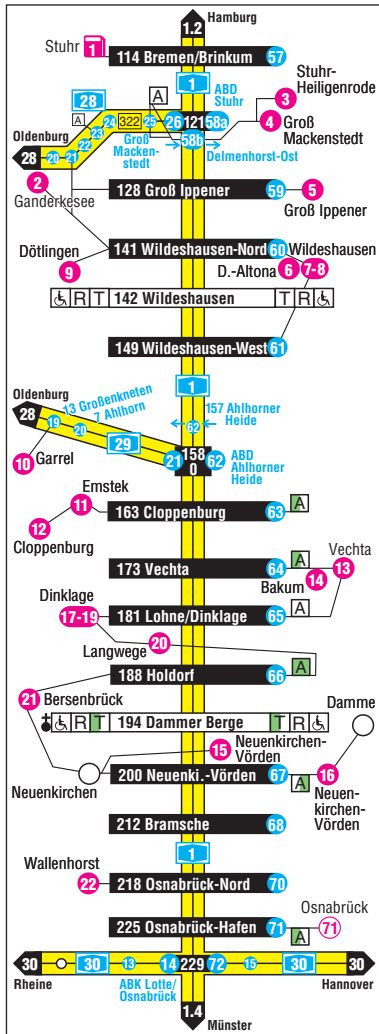 Hamburg
1.2
Stuhr
1
114 Bremen/Brinkum 57
1
ABD
Stuhr
Stuhr-
Heiligenrode
3
4 Groß
Mackenstedt
28
A
A
24 322 25 26 121 58a
23
22
Oldenburg
28 20 21
Groß
Macken-
stedt
58b
Delmenhorst-Ost
2
Ganderkesee
128 Groß Ippener 59 5
Groß Ippener
141 Wildeshausen-Nord 60 Wildeshausen
Dötlingen
9
D.-Altona 6 7-8
R T 142 Wildeshausen T R
149 Wildeshausen-West 61
1
Oldenburg
28
13 Großenkneten
7 Ahlhorn
19
20
29
157 Ahlhorner
Heide
62
10 Garrel
21 158
0
62
ABD
Ahlhorner
Heide
Emstek
11
163 Cloppenburg 63 A
12
Cloppenburg
173 Vechta 64 A
Vechta
13
Bakum 14
Dinklage
17-19
181 Lohne/Dinklage 65 A
Langwege 20
188 Holdorf 66 A
21 Bersenbrück
Damme
R T 194 Dammer Berge T R
15 Neuenkirchen-
Vörden
Neuenkirchen
200 Neuenki.-Vörden 67 A 16
Neuen-
kirchen-
Vörden
212 Bramsche 68
1
Wallenhorst
22
218 Osnabrück-Nord 70
225 Osnabrück-Hafen 71 A
Osnabrück
71
30 30 13 14 229 72 15 30 30
Rheine
ABK Lotte/
Osnabrück
Hannover
1.4
Münster